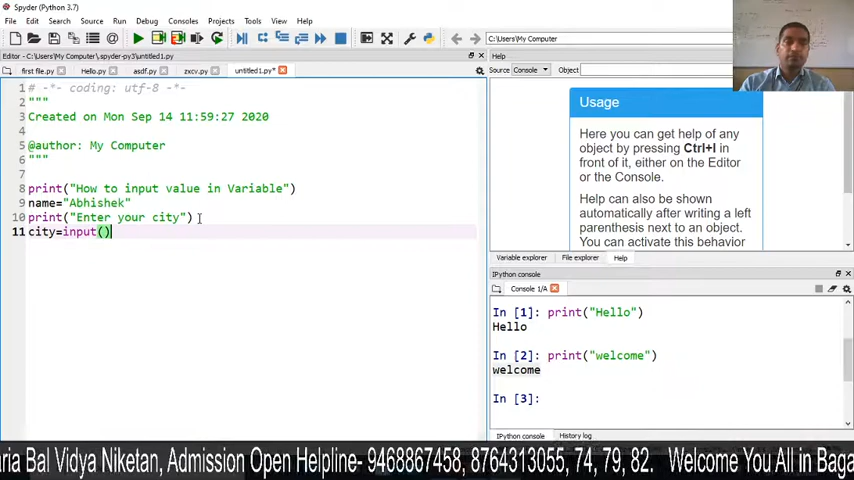 Spyder (Python 3.7)
File Edit Search Source Run Debug Consoles Projects Tools View Help
C:\Users\My Computer
Editor - C:\Users\My Computer\.spyder-py3\untitled1.py
Help
first file.py Hello.py asdf.py zxcv.py untitled1.py*
Source Console Object
1 # -*- coding: utf-8 -*-
2 """
3 Created on Mon Sep 14 11:59:27 2020
4
5 @author: My Computer
6 """
7
8 print("How to input value in Variable")
9 name="Abhishek"
10 print("Enter your city")
11 city=input()
Usage
Here you can get help of any
object by pressing Ctrl+I in
front of it, either on the Editor
or the Console.
Help can also be shown
automatically after writing a left
parenthesis next to an object.
You can activate this behavior
Variable explorer File explorer Help
IPython console
Console 1/A
In [1]: print("Hello")
Hello
In [2]: print("welcome")
welcome
In [3]:
IPython console History log
aria Bal Vidya Niketan, Admission Open Helpline- 9468867458, 8764313055, 74, 79, 82. Welcome You All in Baga